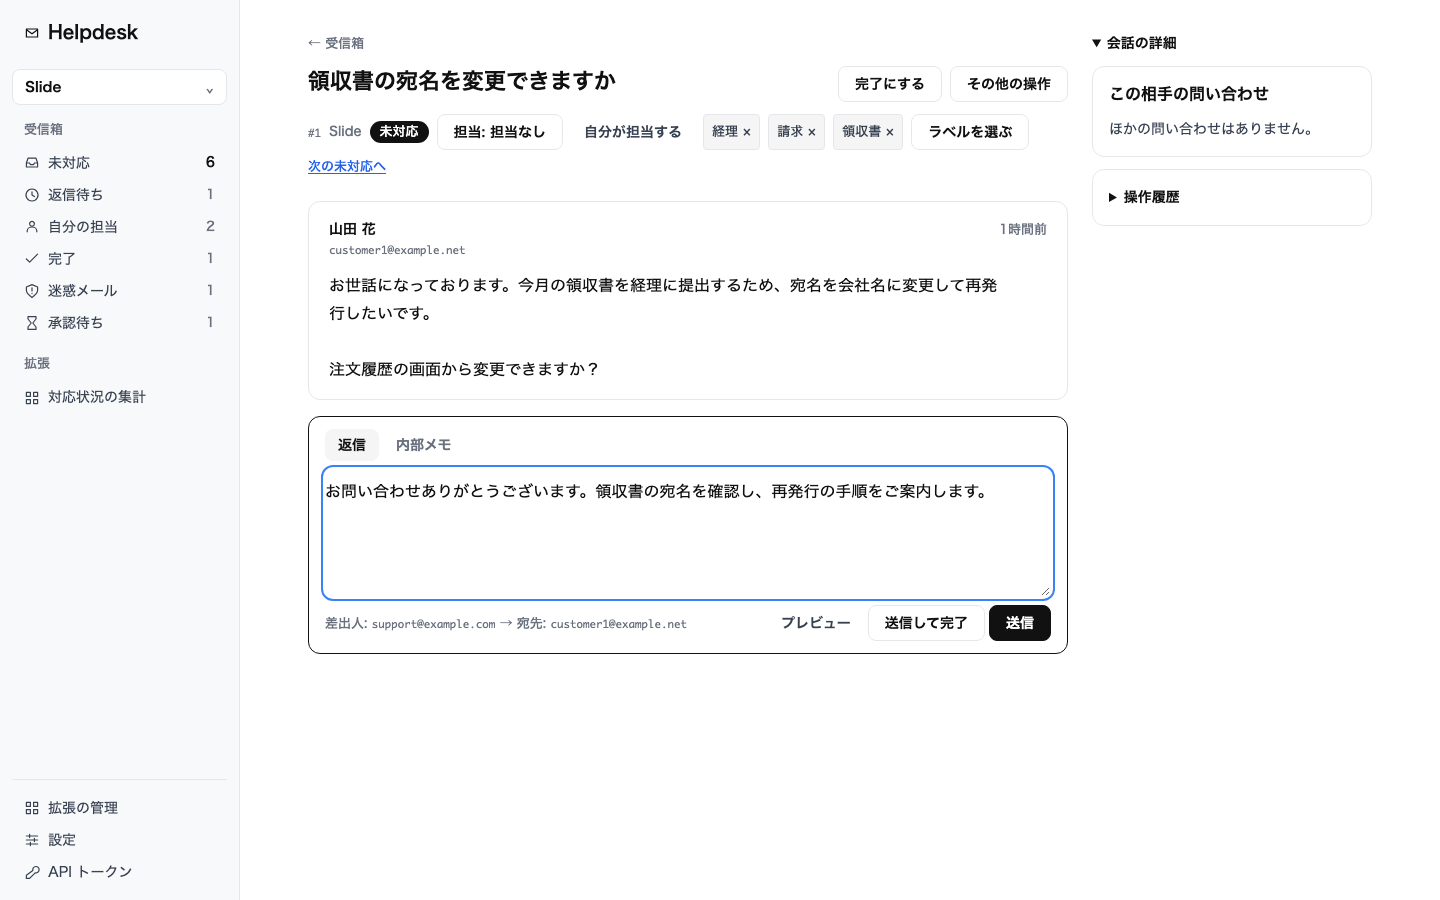 Helpdesk
Slide
受信箱
未対応 6
返信待ち 1
自分の担当 2
完了 1
迷惑メール 1
承認待ち 1
拡張
対応状況の集計
拡張の管理
設定
API トークン
← 受信箱
領収書の宛名を変更できますか
完了にする
その他の操作
#1 Slide 未対応 担当: 担当なし 自分が担当する 経理 × 請求 × 領収書 × ラベルを選ぶ
次の未対応へ
山田 花 1時間前
customer1@example.net
お世話になっております。今月の領収書を経理に提出するため、宛名を会社名に変更して再発
行したいです。
注文履歴の画面から変更できますか？
返信 内部メモ
お問い合わせありがとうございます。領収書の宛名を確認し、再発行の手順をご案内します。
差出人: support@example.com → 宛先: customer1@example.net
プレビュー 送信して完了 送信
▼ 会話の詳細
この相手の問い合わせ
ほかの問い合わせはありません。
▶ 操作履歴